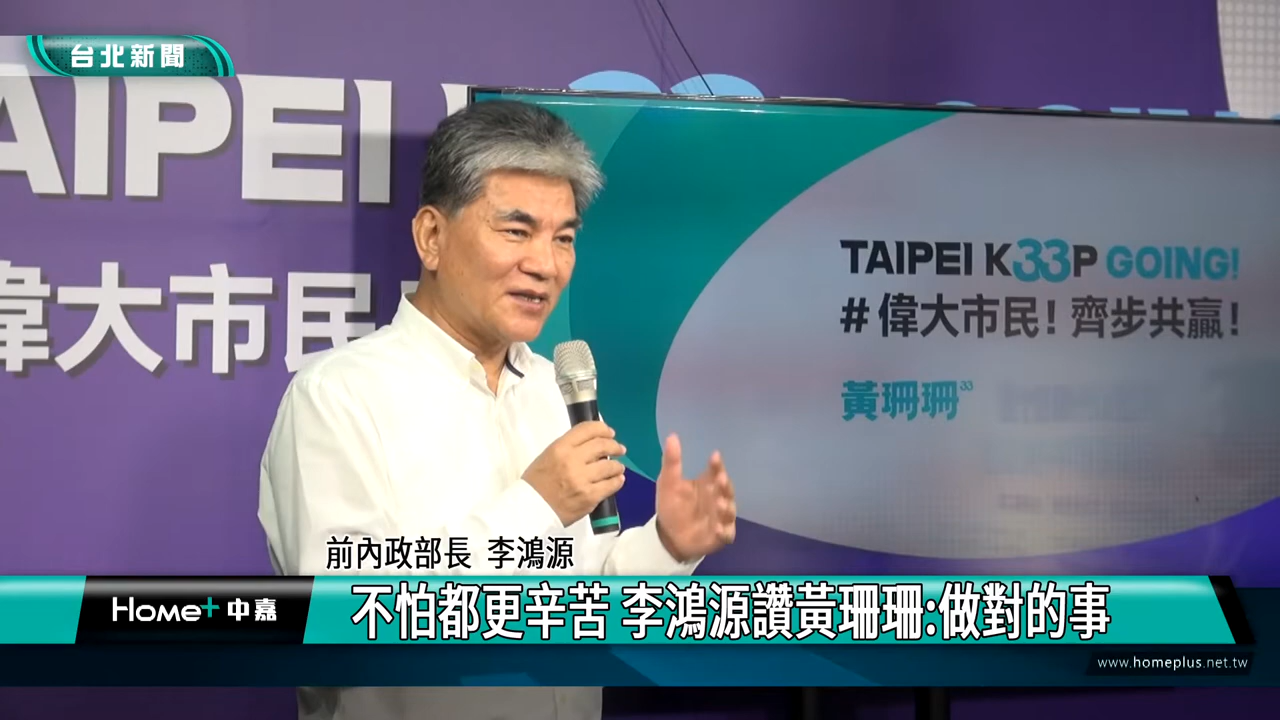 台北新聞
TAIPEI K
偉大市民!
TAIPEI K33P GOING!
#偉大市民!齊步共贏!
黃珊珊33
前內政部長 李鴻源
Home+中嘉
不怕都更辛苦 李鴻源讚黃珊珊:做對的事
www.homeplus.net.tw